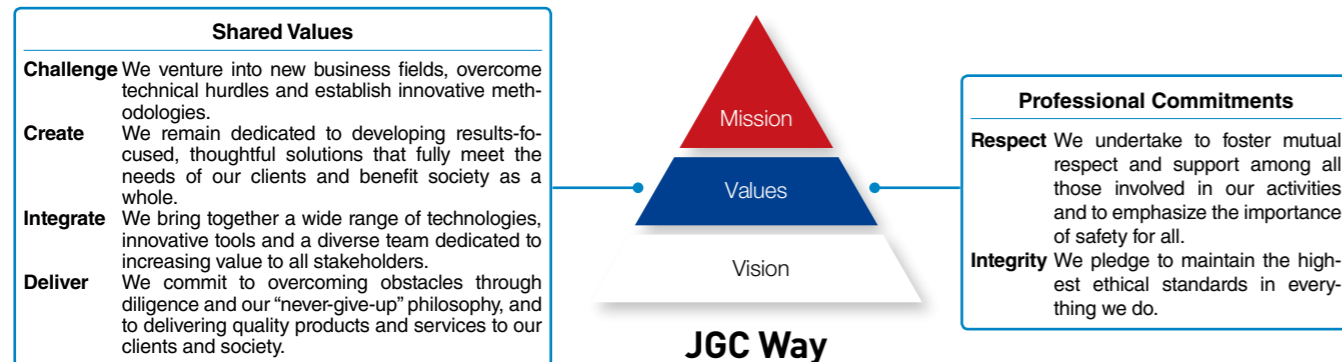 Shared Values
Challenge We venture into new business fields, overcome
technical hurdles and establish innovative meth-
odologies.
Create We remain dedicated to developing results-fo-
cused, thoughtful solutions that fully meet the
needs of our clients and benefit society as a
whole.
Integrate We bring together a wide range of technologies,
innovative tools and a diverse team dedicated to
increasing value to all stakeholders.
Deliver We commit to overcoming obstacles through
diligence and our “never-give-up” philosophy, and
to delivering quality products and services to our
clients and society.
Mission
Values
Vision
JGC Way
Professional Commitments
Respect We undertake to foster mutual
respect and support among all
those involved in our activities
and to emphasize the importance
of safety for all.
Integrity We pledge to maintain the high-
est ethical standards in every-
thing we do.